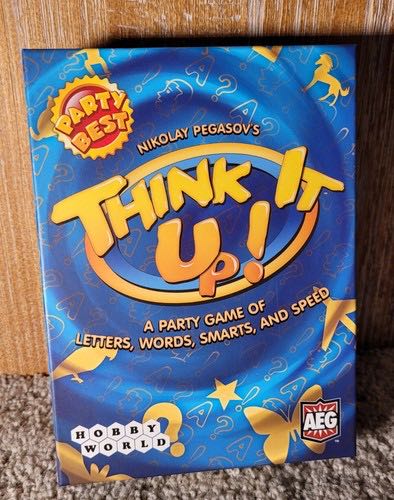 PARTY
BEST
NIKOLAY PEGASOV'S
THINK IT
UP!
A PARTY GAME OF
LETTERS, WORDS, SMARTS, AND SPEED
HOBBY
WORLD
AEG